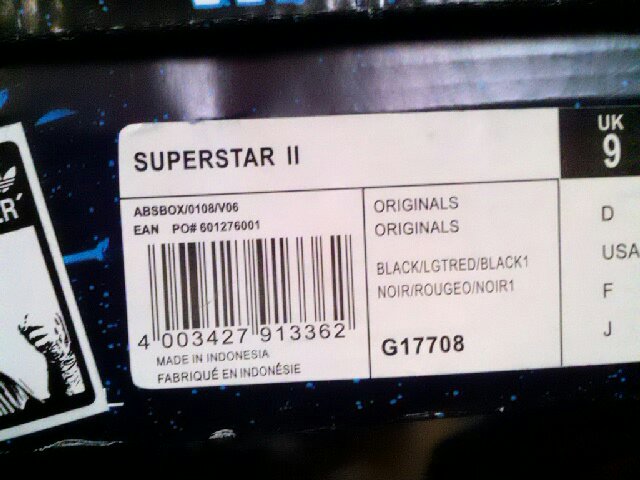 SUPERSTAR II
UK
9
ABSBOX/0108/V06
EAN PO# 601276001
4 003427 913362
MADE IN INDONESIA
FABRIQUÉ EN INDONÉSIE
ORIGINALS
ORIGINALS
BLACK/LGTRED/BLACK1
NOIR/ROUGEO/NOIR1
G17708
D
USA
F
J